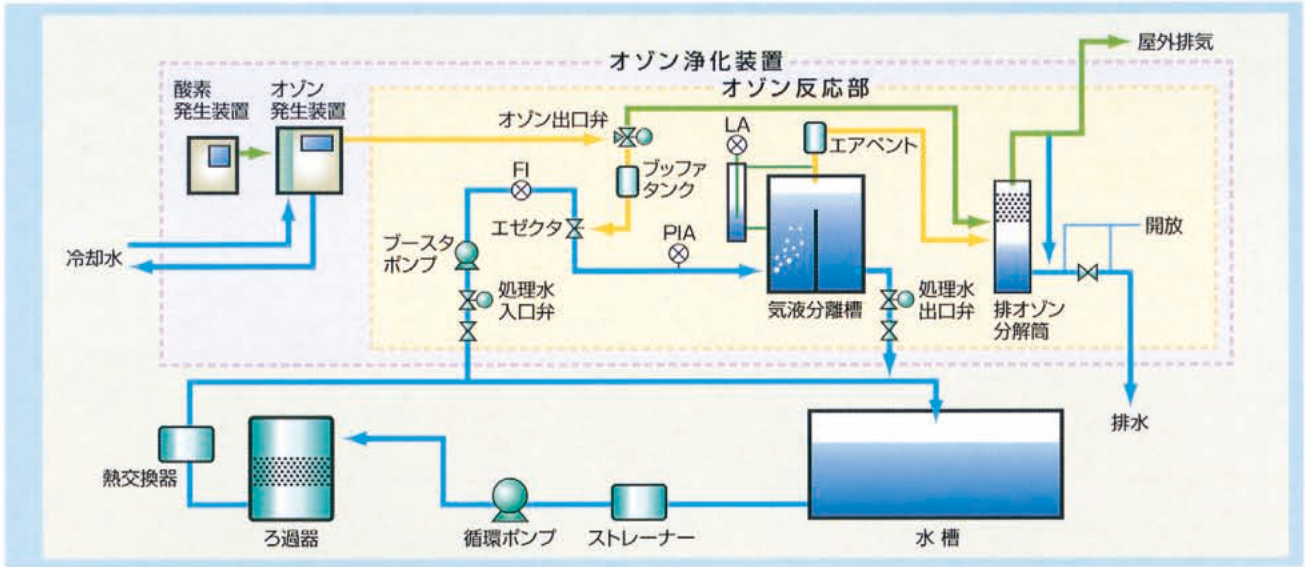 屋外排気
オゾン浄化装置
オゾン反応部
酸素
発生装置
オゾン
発生装置
オゾン出口弁
LA
エアベント
FI
ブッファ
タンク
エゼクタ
PIA
開放
冷却水
ブースタ
ポンプ
処理水
入口弁
気液分離槽
処理水
出口弁
排オゾン
分解筒
排水
熱交換器
ろ過器
循環ポンプ
ストレーナー
水槽